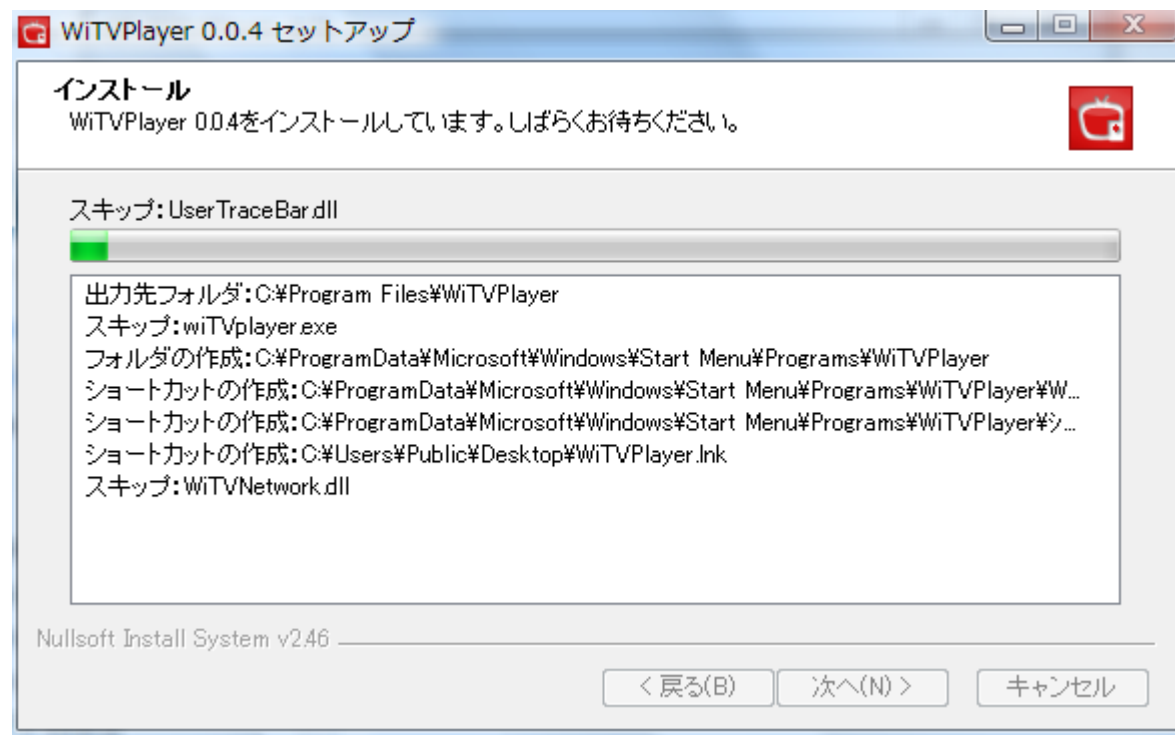 WiTVPlayer 0.0.4 セットアップ
インストール
WiTVPlayer 0.0.4をインストールしています。しばらくお待ちください。
スキップ:UserTraceBar.dll
出力先フォルダ:C:¥Program Files¥WiTVPlayer
スキップ:wiTVplayer.exe
フォルダの作成:C:¥ProgramData¥Microsoft¥Windows¥Start Menu¥Programs¥WiTVPlayer
ショートカットの作成:C:¥ProgramData¥Microsoft¥Windows¥Start Menu¥Programs¥WiTVPlayer¥W...
ショートカットの作成:C:¥ProgramData¥Microsoft¥Windows¥Start Menu¥Programs¥WiTVPlayer¥シ...
ショートカットの作成:C:¥Users¥Public¥Desktop¥WiTVPlayer.lnk
スキップ:WiTVNetwork.dll
Nullsoft Install System v2.46
< 戻る(B)
次へ(N) >
キャンセル